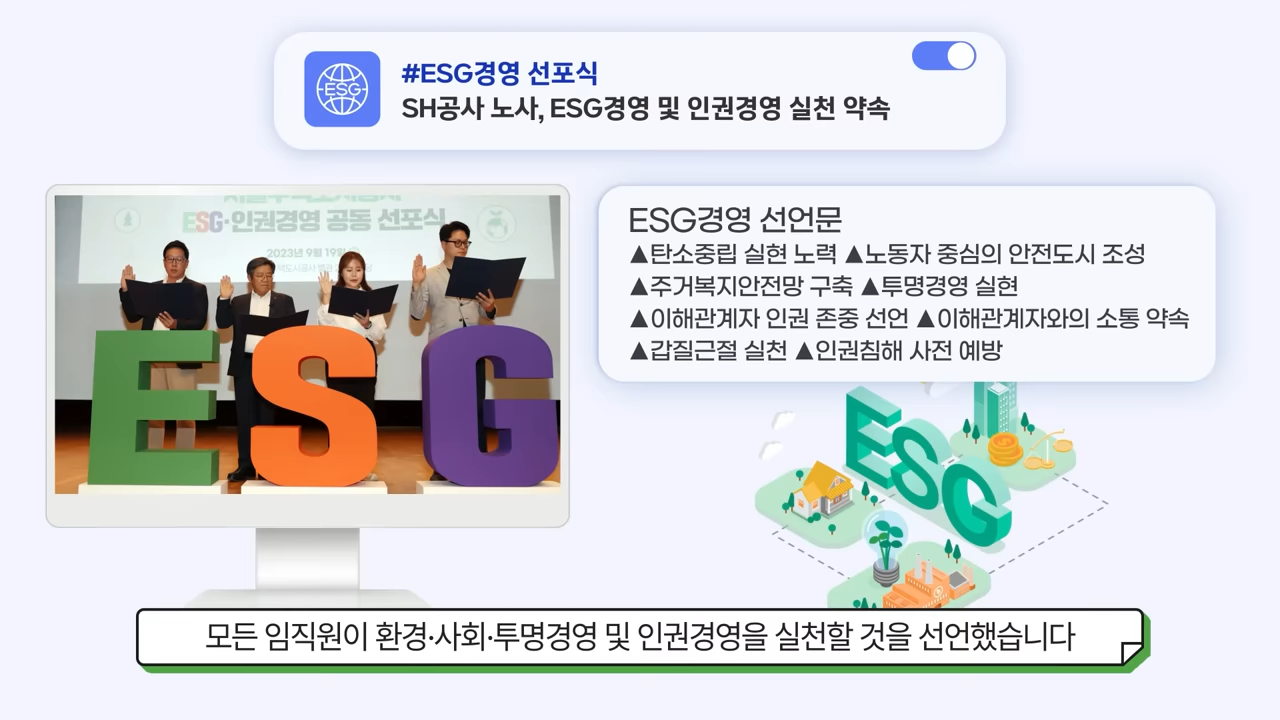 ESG
#ESG경영 선포식
SH공사 노사, ESG경영 및 인권경영 실천 약속
ESG·인권경영 공동 선포식
2023년 9월 19일
E S G
ESG경영 선언문
▲탄소중립 실현 노력 ▲노동자 중심의 안전도시 조성
▲주거복지안전망 구축 ▲투명경영 실현
▲이해관계자 인권 존중 선언 ▲이해관계자와의 소통 약속
▲갑질근절 실천 ▲인권침해 사전 예방
ESG
모든 임직원이 환경·사회·투명경영 및 인권경영을 실천할 것을 선언했습니다